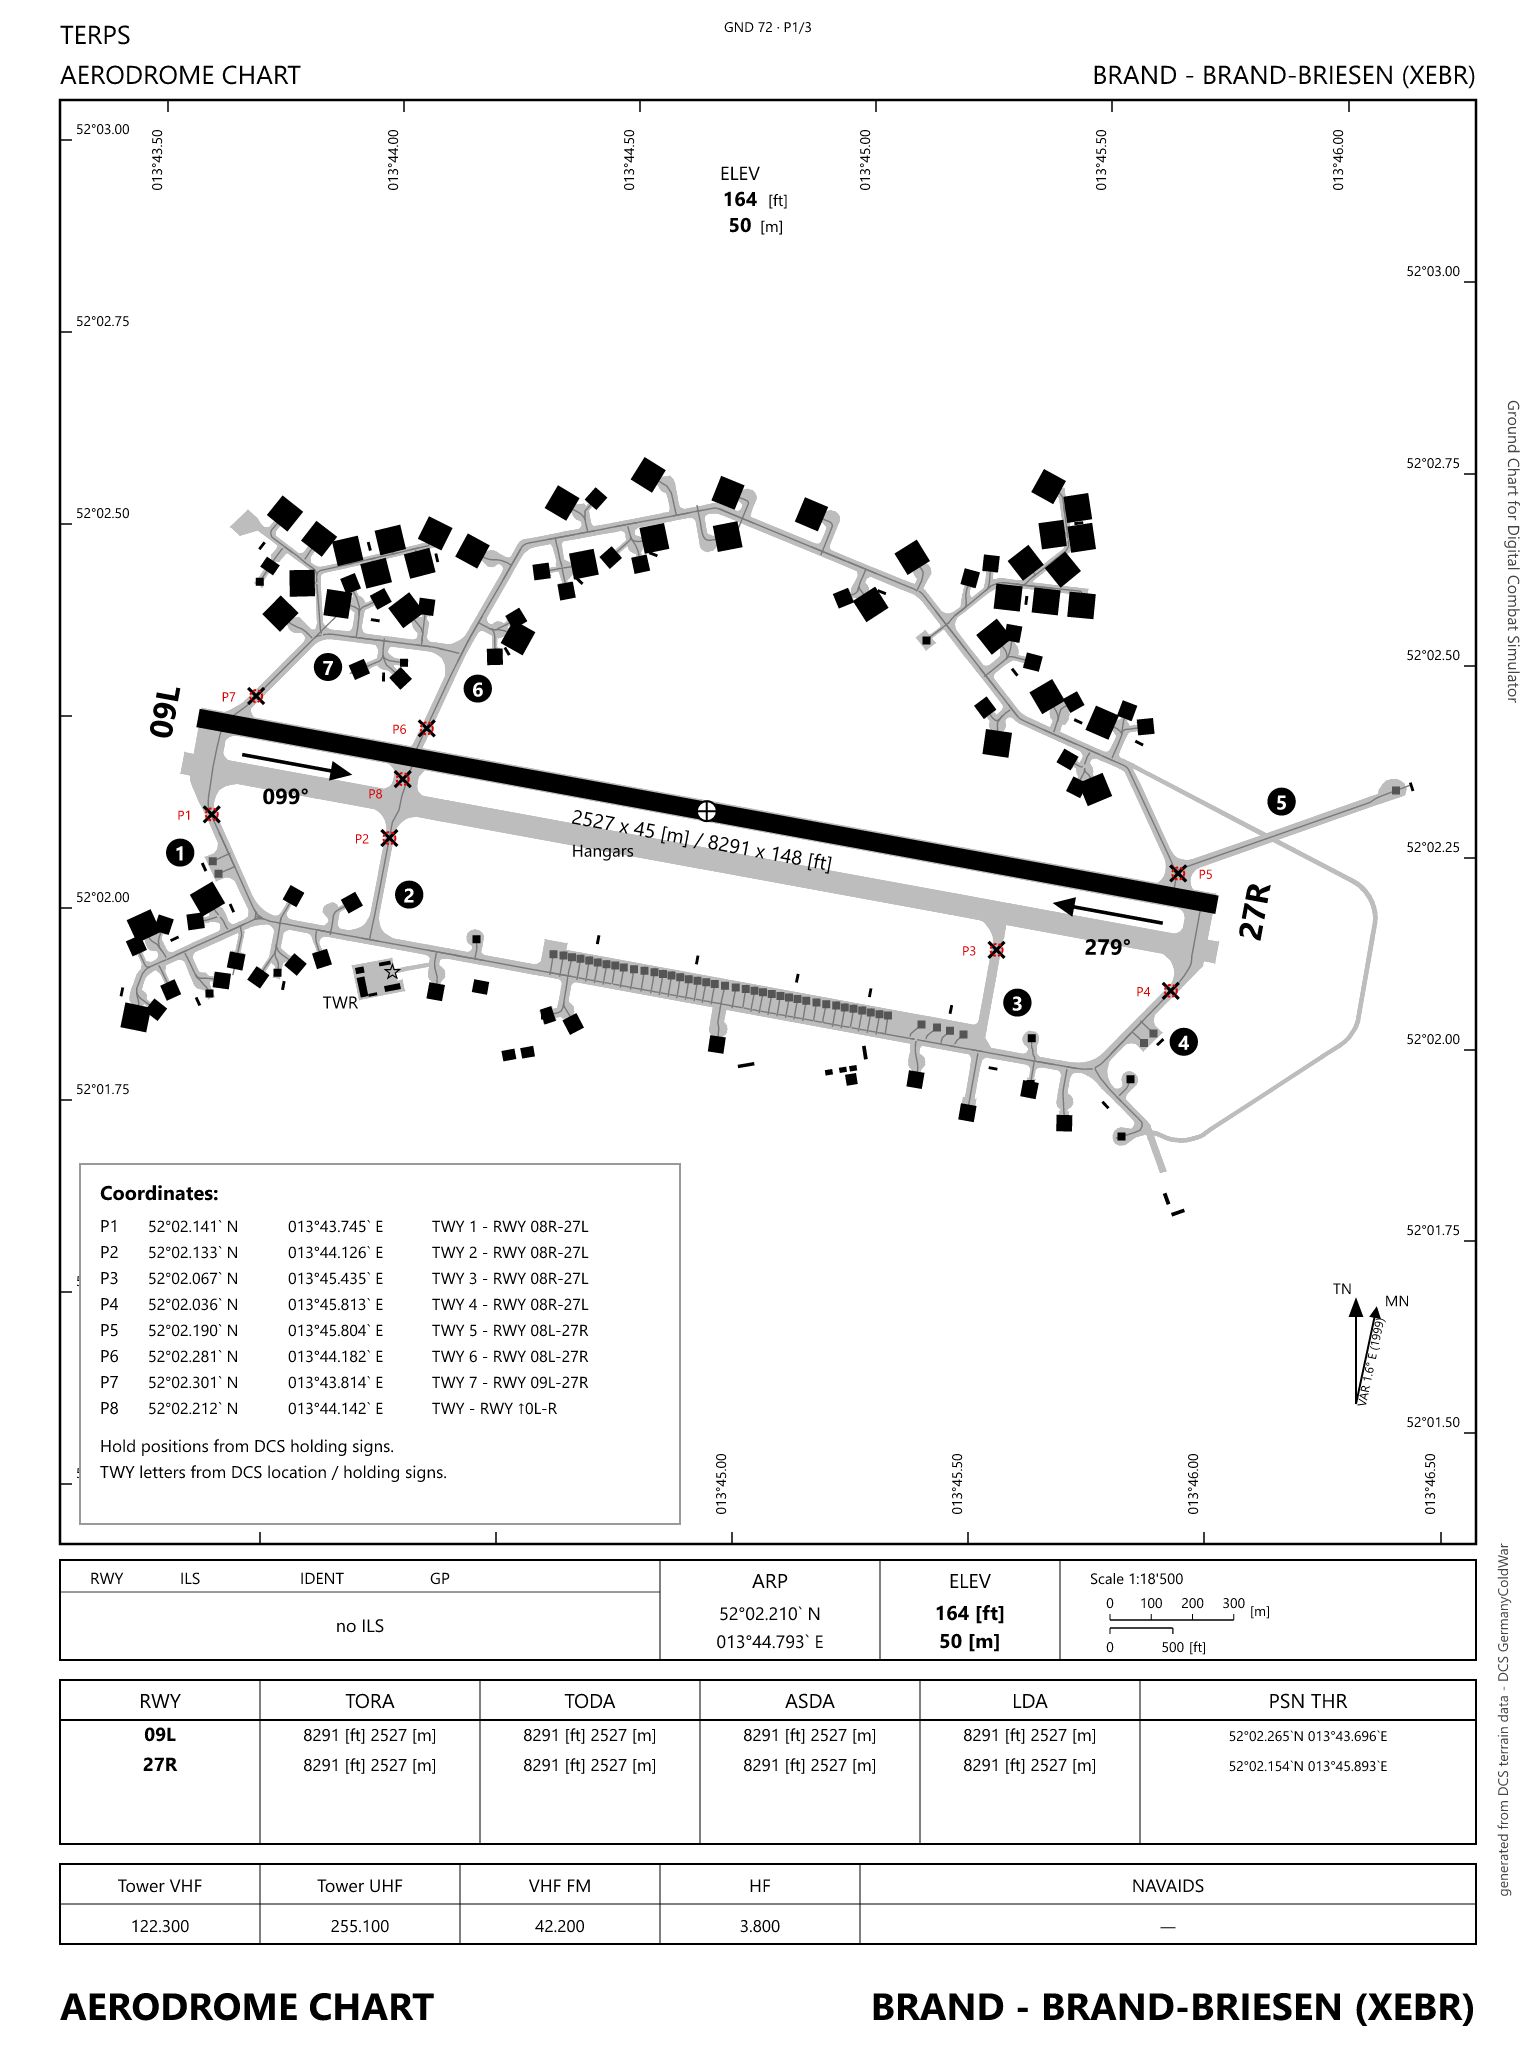 GND 72 · P1/3
TERPS
AERODROME CHART
BRAND - BRAND-BRIESEN (XEBR)
52°03.00
013°43.50
013°44.00
013°44.50
013°45.00
013°45.50
013°46.00
ELEV
164 [ft]
50 [m]
52°03.00
52°02.75
52°02.75
52°02.50
52°02.50
7
6
P7
09L
P6
P8
099°
5
P1
P2
2527 x 45 [m] / 8291 x 148 [ft]
Hangars
52°02.25
1
P5
2
52°02.00
27R
279°
P3
TWR
P4
3
4
52°02.00
52°01.75
52°01.75
Coordinates:
P1 52°02.141` N 013°43.745` E TWY 1 - RWY 08R-27L
P2 52°02.133` N 013°44.126` E TWY 2 - RWY 08R-27L
P3 52°02.067` N 013°45.435` E TWY 3 - RWY 08R-27L
P4 52°02.036` N 013°45.813` E TWY 4 - RWY 08R-27L
P5 52°02.190` N 013°45.804` E TWY 5 - RWY 08L-27R
P6 52°02.281` N 013°44.182` E TWY 6 - RWY 08L-27R
P7 52°02.301` N 013°43.814` E TWY 7 - RWY 09L-27R
P8 52°02.212` N 013°44.142` E TWY - RWY ↑0L-R
Hold positions from DCS holding signs.
TWY letters from DCS location / holding signs.
TN
MN
VAR 1.6° E (1999)
52°01.50
013°45.00
013°45.50
013°46.00
013°46.50
Ground Chart for Digital Combat Simulator
RWY ILS IDENT GP
no ILS
ARP
52°02.210` N
013°44.793` E
ELEV
164 [ft]
50 [m]
Scale 1:18'500
0 100 200 300 [m]
0 500 [ft]
RWY TORA TODA ASDA LDA PSN THR
09L 8291 [ft] 2527 [m] 8291 [ft] 2527 [m] 8291 [ft] 2527 [m] 8291 [ft] 2527 [m] 52°02.265`N 013°43.696`E
27R 8291 [ft] 2527 [m] 8291 [ft] 2527 [m] 8291 [ft] 2527 [m] 8291 [ft] 2527 [m] 52°02.154`N 013°45.893`E
Tower VHF Tower UHF VHF FM HF NAVAIDS
122.300 255.100 42.200 3.800 —
generated from DCS terrain data - DCS GermanyColdWar
AERODROME CHART
BRAND - BRAND-BRIESEN (XEBR)